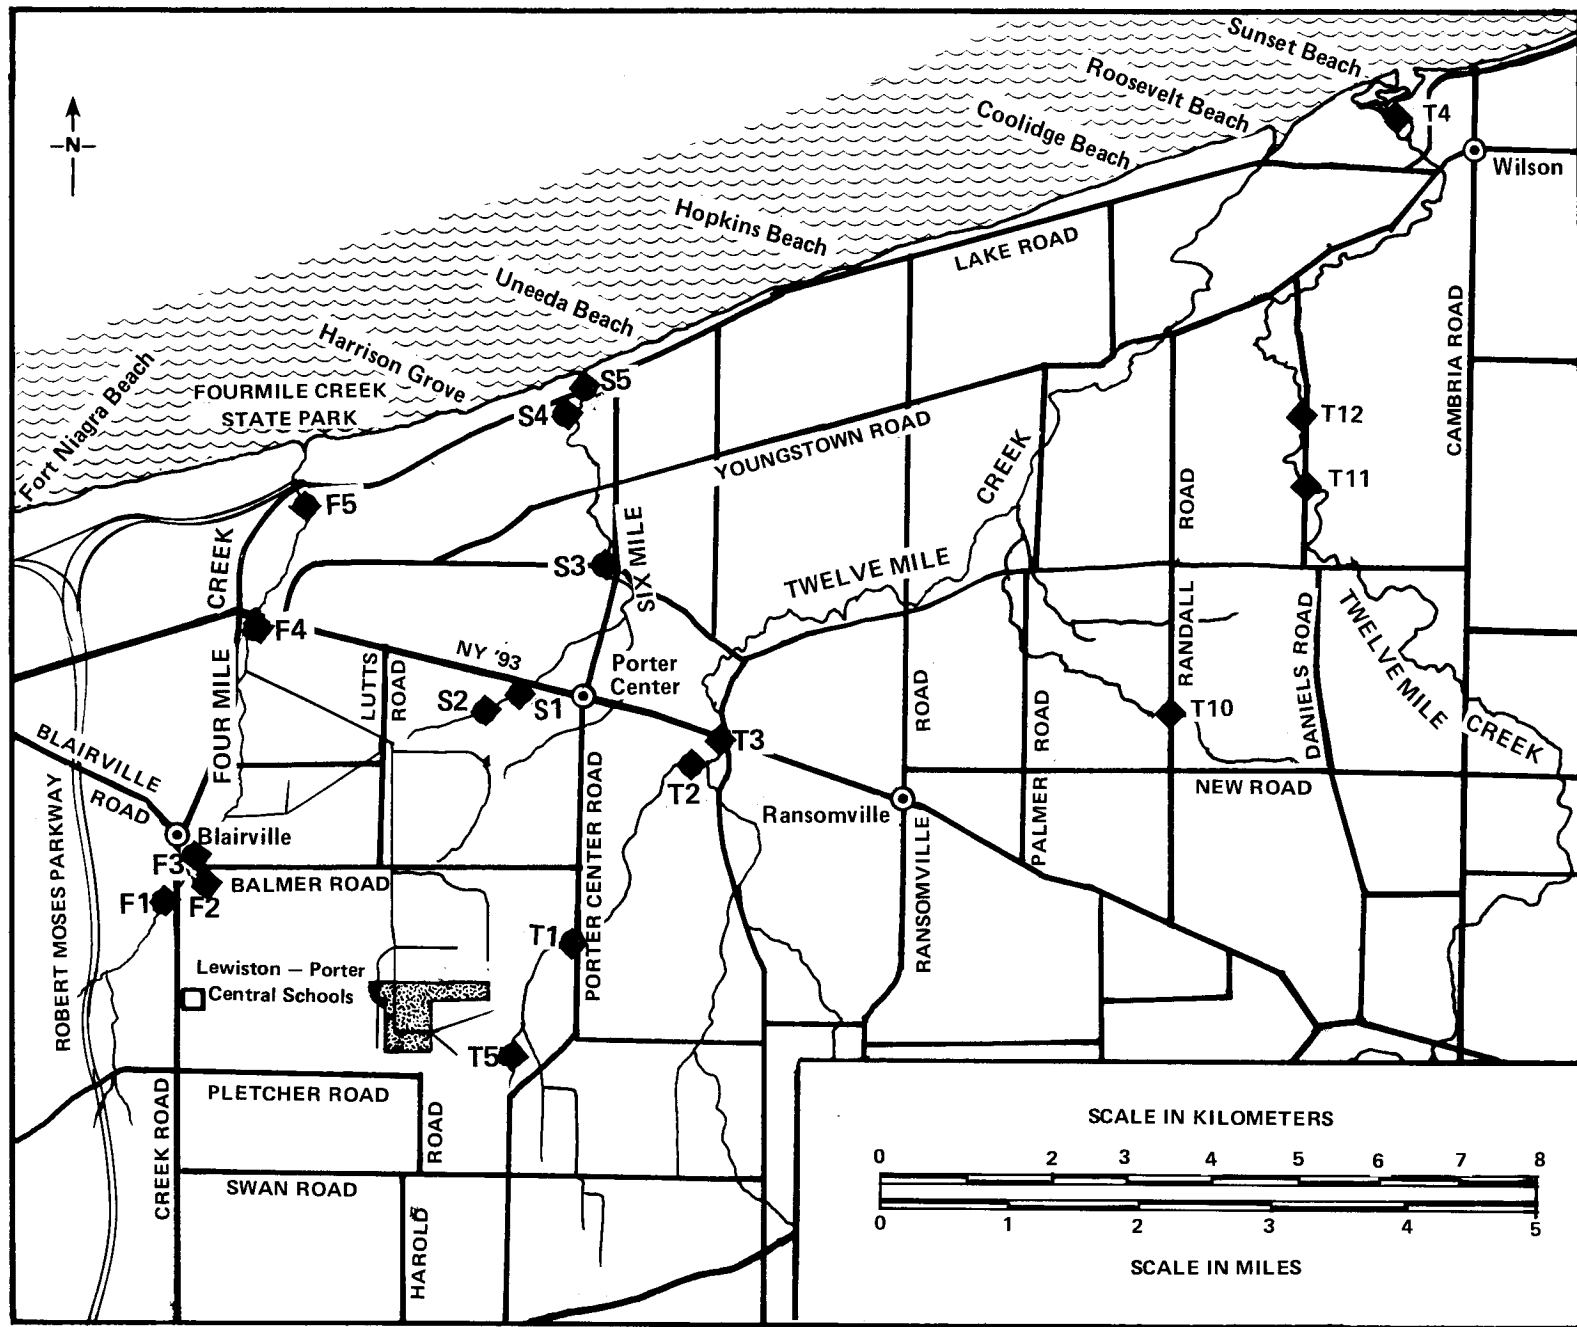 Sunset Beach
Roosevelt Beach
Coolidge Beach
T4
–N–
Wilson
Hopkins Beach
LAKE ROAD
Uneeda Beach
CAMBRIA ROAD
Harrison Grove
Fort Niagra Beach
FOURMILE CREEK
STATE PARK
S5
S4
T12
YOUNGSTOWN ROAD
CREEK
T11
ROAD
F5
SIX MILE
S3
TWELVE MILE
FOUR MILE CREEK
F4
RANDALL
DANIELS ROAD
TWELVE MILE
CREEK
NY '93
Porter
Center
LUTTS
ROAD
S2
S1
ROAD
T10
ROAD
T3
BLAIRVILLE
ROAD
T2
NEW ROAD
PALMER
Ransomville
ROBERT MOSES PARKWAY
Blairville
F3
BALMER ROAD
PORTER CENTER ROAD
F1
F2
RANSOMVILLE
T1
Lewiston – Porter
Central Schools
T5
PLETCHER ROAD
CREEK ROAD
ROAD
SCALE IN KILOMETERS
0 2 3 4 5 6 7 8
SWAN ROAD
HAROLD
0 1 2 3 4 5
SCALE IN MILES